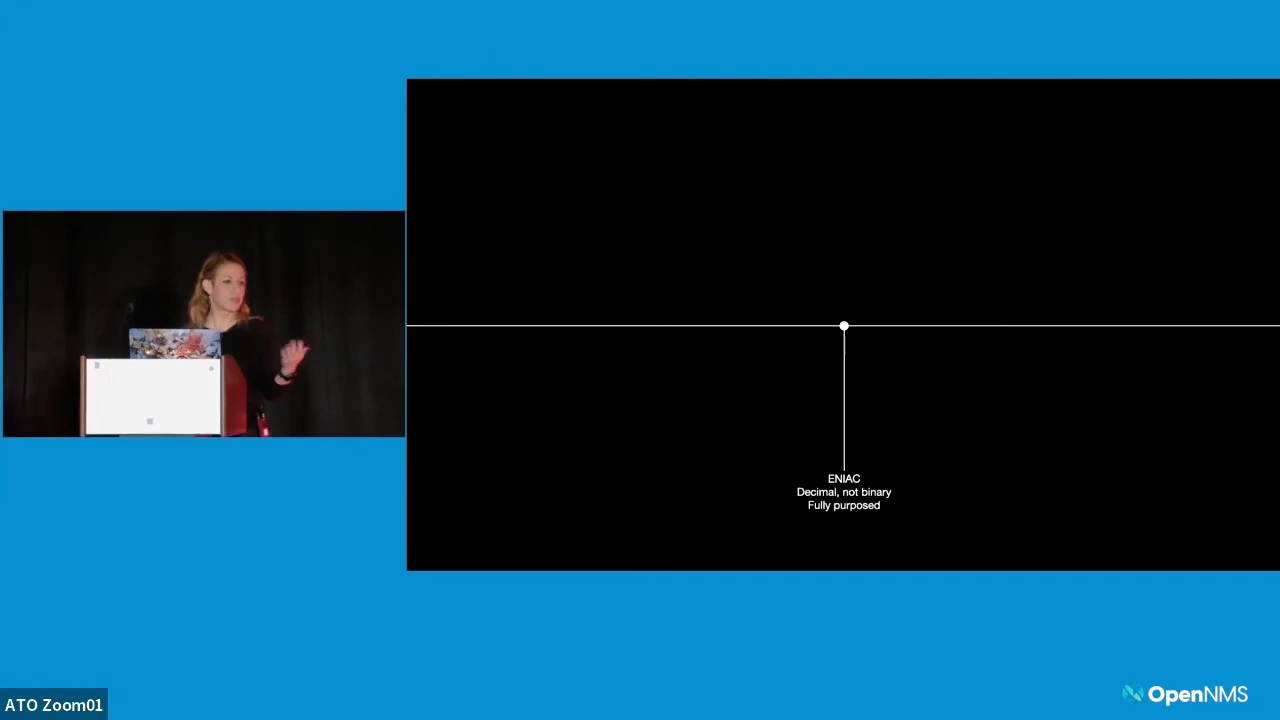 ENIAC
Decimal, not binary
Fully purposed
ATO Zoom01
OpenNMS